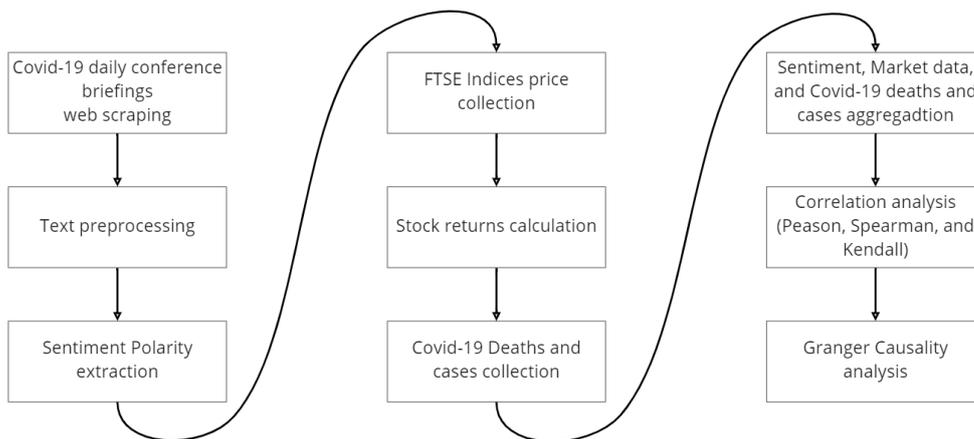 Covid-19 daily conference
briefings
web scraping
Text preprocessing
Sentiment Polarity
extraction
FTSE Indices price
collection
Stock returns calculation
Covid-19 Deaths and
cases collection
Sentiment, Market data,
and Covid-19 deaths and
cases aggregadtion
Correlation analysis
(Peason, Spearman, and
Kendall)
Granger Causality
analysis